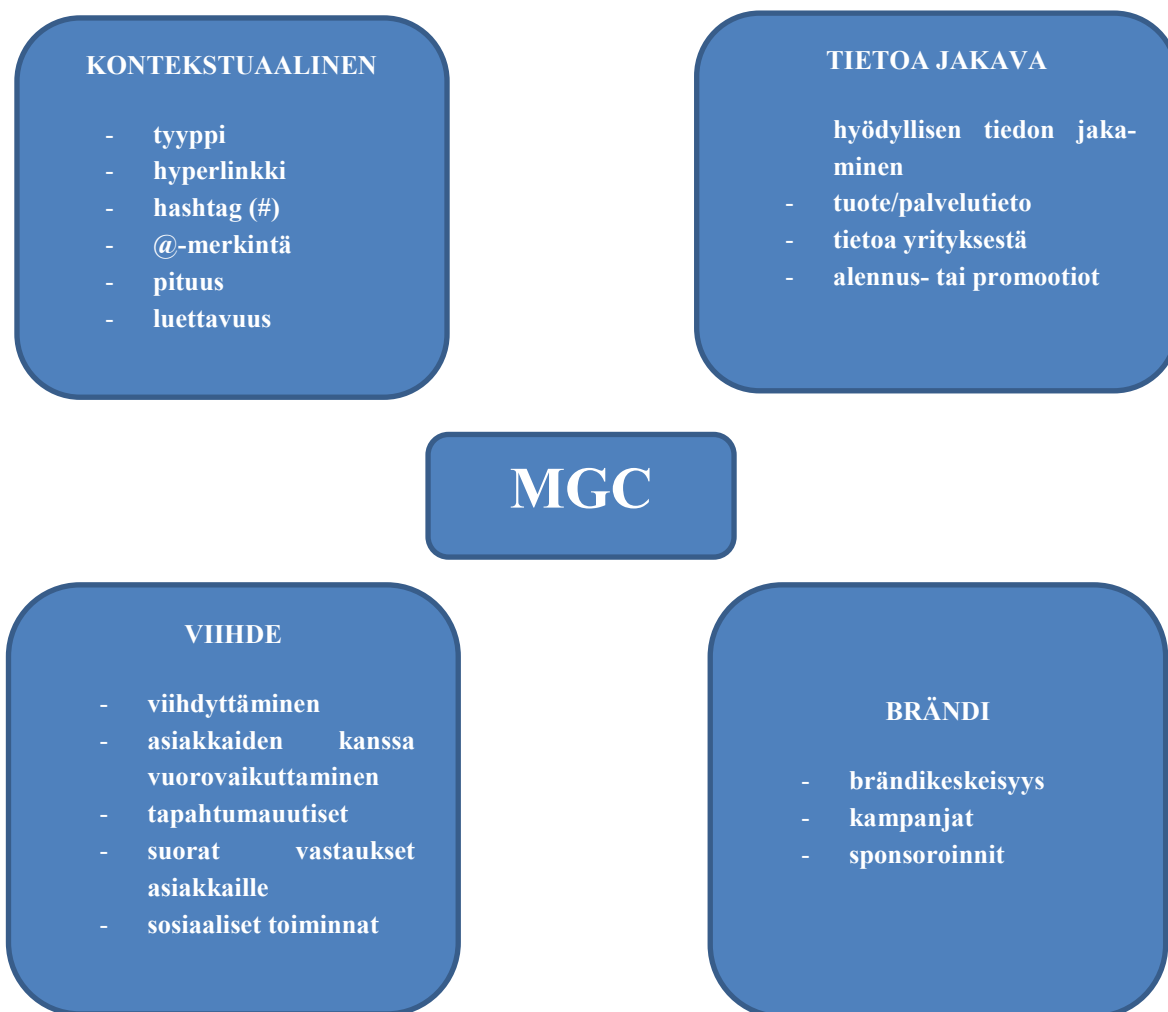 KONTEKSTUAALINEN
- tyyppi
- hyperlinkki
- hashtag (#)
- @-merkintä
- pituus
- luettavuus
TIETOA JAKAVA
hyödyllisen tiedon jaka-
minen
- tuote/palvelutieto
- tietoa yrityksestä
- alennus- tai promootiot
MGC
VIIHDE
- viihdyttäminen
- asiakkaiden kanssa
vuorovaikuttaminen
- tapahtumauutiset
- suorat vastaukset
asiakkaille
- sosiaaliset toiminnat
BRÄNDI
- brändikeskeisyys
- kampanjat
- sponsoroinnit